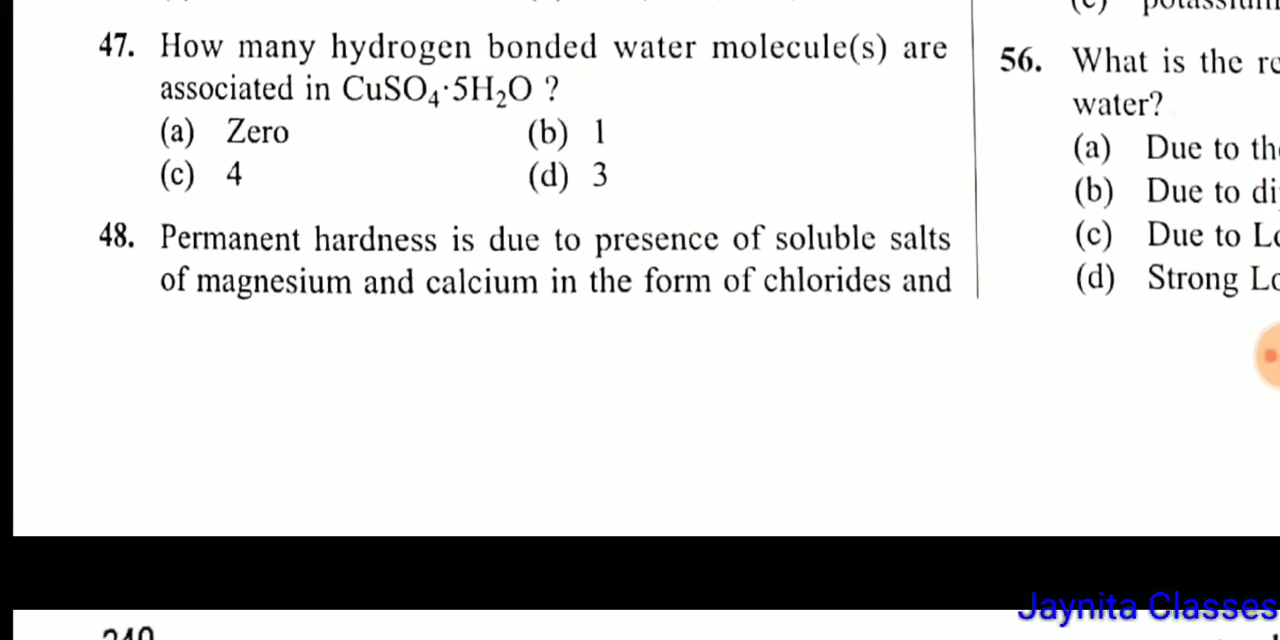 47. How many hydrogen bonded water molecule(s) are
associated in CuSO₄·5H₂O ?
(a) Zero (b) 1
(c) 4 (d) 3
48. Permanent hardness is due to presence of soluble salts
of magnesium and calcium in the form of chlorides and
(c)
56. What is the
water?
(a) Due to
(b) Due to
(c) Due to
(d) Strong
Jaynita Classes
240